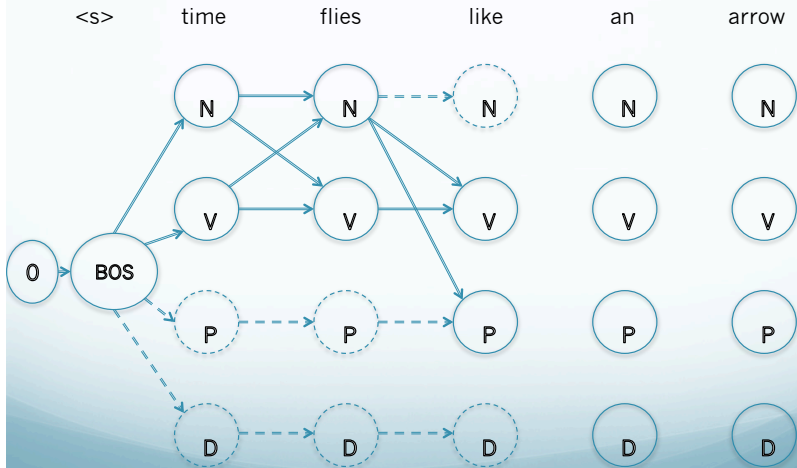 <s> time flies like an arrow
N N N N N
V V V V V
0 BOS
P P P P P
D D D D D